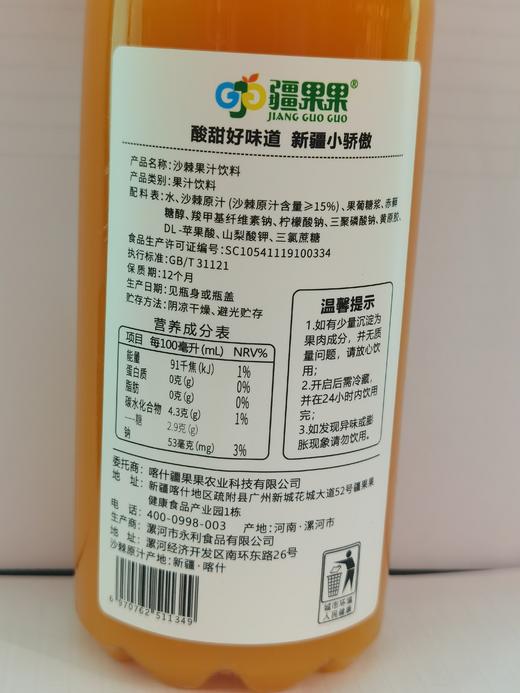 疆果果®
JIANG GUO GUO
酸甜好味道 新疆小骄傲
产品名称:沙棘果汁饮料
产品类别:果汁饮料
配料表:水、沙棘原汁(沙棘原汁含量≥15%)、果葡糖浆、赤藓
糖醇、羧甲基纤维素钠、柠檬酸钠、三聚磷酸钠、黄原胶、
DL-苹果酸、山梨酸钾、三氯蔗糖
食品生产许可证编号:SC10541119100334
执行标准:GB/T 31121
保质期:12个月
生产日期:见瓶身或瓶盖
贮存方法:阴凉干燥、避光贮存
营养成分表
项目 每100毫升(mL) NRV%
能量 91千焦(kJ) 1%
蛋白质 0克(g) 0%
脂肪 0克(g) 0%
碳水化合物 4.3克(g) 1%
——糖 2.9克(g)
钠 53毫克(mg) 3%
温馨提示
1.如有少量沉淀为
果肉成分,并无质
量问题,请放心饮
用;
2.开启后需冷藏,
并在24小时内饮用
完;
3.如发现异味或膨
胀现象请勿饮用。
委托商:喀什疆果果农业科技有限公司
地 址:新疆喀什地区疏附县广州新城花城大道52号疆果果
健康食品产业园1栋
电 话:400-0998-003 产地:河南·漯河市
生产商:漯河市永利食品有限公司
地 址:漯河经济开发区南环东路26号
沙棘原汁产地:新疆·喀什
6 970762 511349
城市环境
人民健康